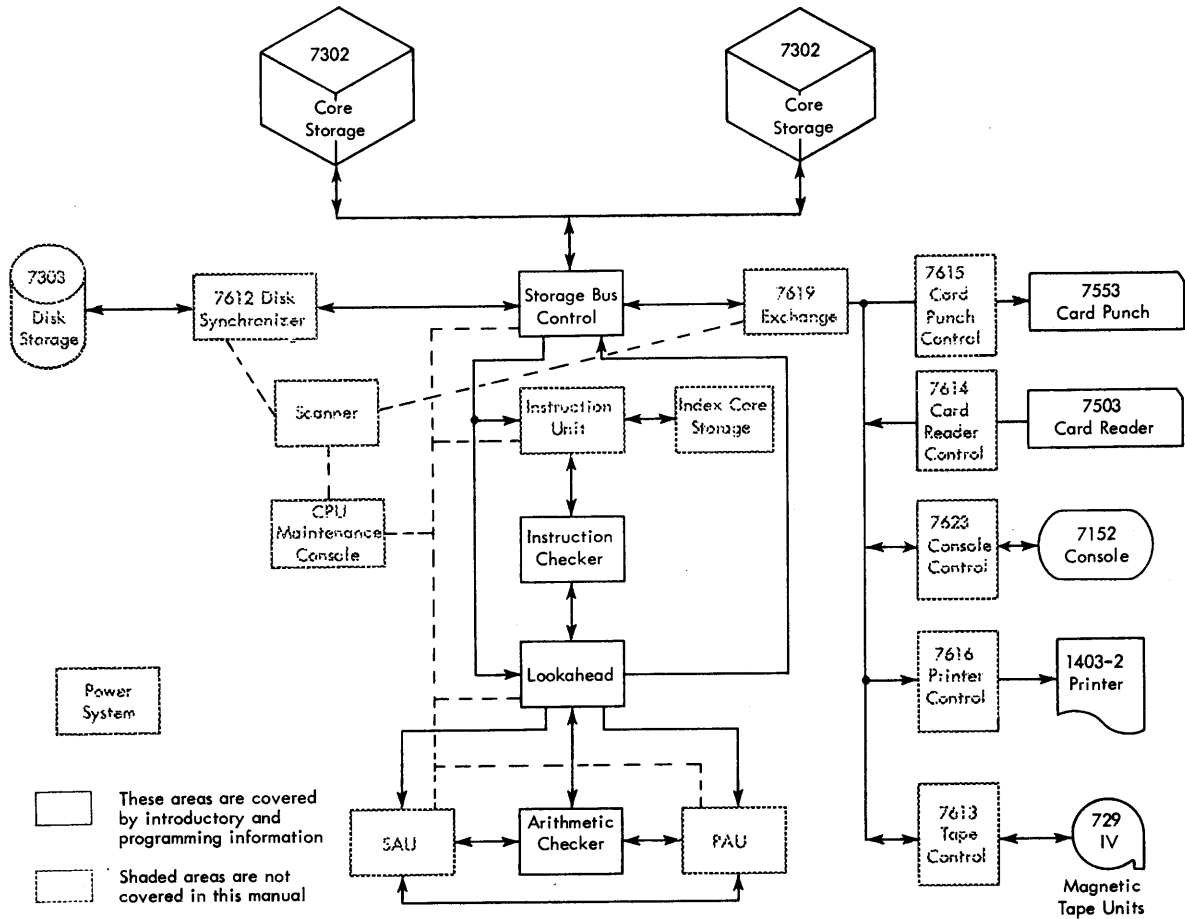 7302
Core
Storage
7302
Core
Storage
7303
Disk
Storage
7612 Disk
Synchronizer
Storage Bus
Control
7619
Exchange
7615
Card
Punch
Control
7553
Card Punch
Scanner
Instruction
Unit
Index Core
Storage
7614
Card
Reader
Control
7503
Card Reader
CPU
Maintenance
Console
Instruction
Checker
7623
Console
Control
7152
Console
Lookahead
7616
Printer
Control
1403-2
Printer
Power
System
These areas are covered
by introductory and
programming information
SAU
Arithmetic
Checker
PAU
7613
Tape
Control
729
IV
Shaded areas are not
covered in this manual
Magnetic
Tape Units